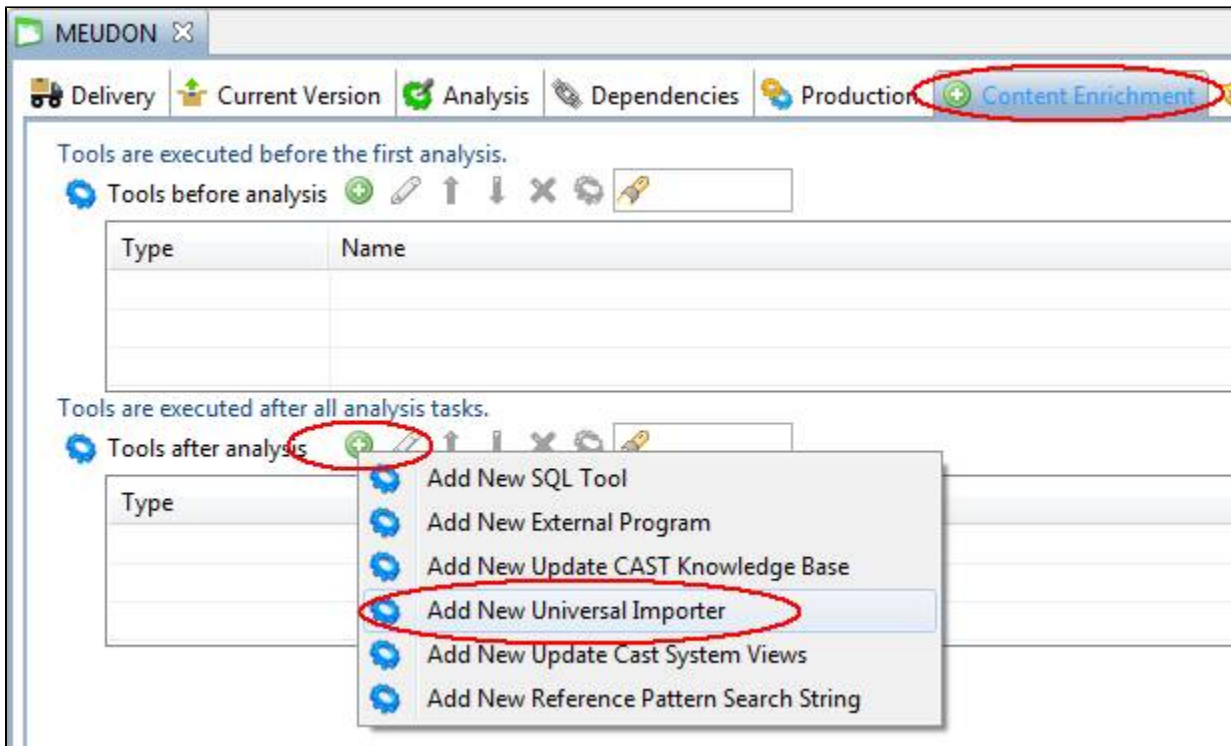 MEUDON
Delivery Current Version Analysis Dependencies Production Content Enrichment
Tools are executed before the first analysis.
Tools before analysis
Type Name
Tools are executed after all analysis tasks.
Tools after analysis
Add New SQL Tool
Type
Add New External Program
Add New Update CAST Knowledge Base
Add New Universal Importer
Add New Update Cast System Views
Add New Reference Pattern Search String